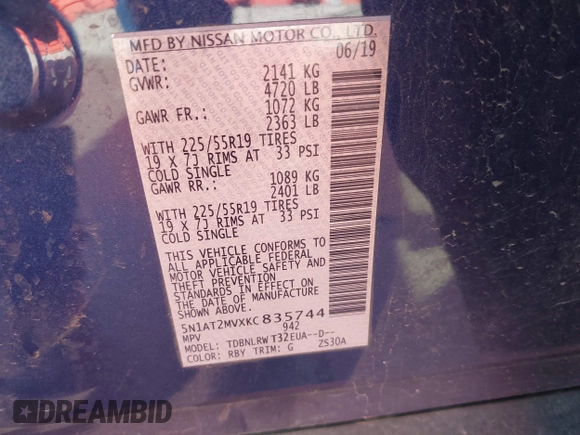 MFD BY NISSAN MOTOR CO., LTD.
DATE: 06/19
GVWR: 2141 KG
4720 LB
GAWR FR.: 1072 KG
2363 LB
WITH 225/55R19 TIRES
19 X 7J RIMS AT 33 PSI
COLD SINGLE
GAWR RR.: 1089 KG
2401 LB
WITH 225/55R19 TIRES
19 X 7J RIMS AT 33 PSI
COLD SINGLE
THIS VEHICLE CONFORMS TO
ALL APPLICABLE FEDERAL
MOTOR VEHICLE SAFETY AND
THEFT PREVENTION
STANDARDS IN EFFECT ON
THE DATE OF MANUFACTURE
5N1AT2MVXKC835744
MPV 942
MODEL: TDBNLRW T32EUA--D--
COLOR: RBY TRIM: G ZS30A
DREAMBID